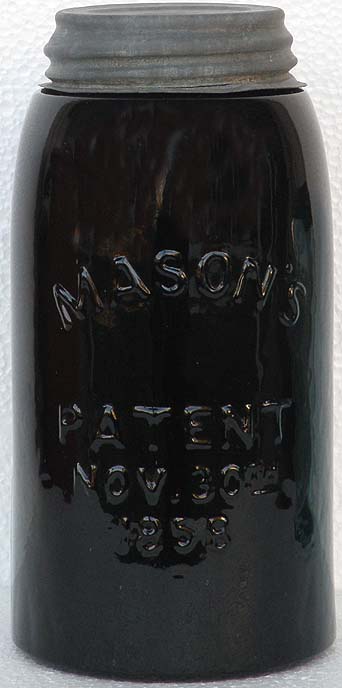 MASON'S
PATENT
NOV. 30TH
1858